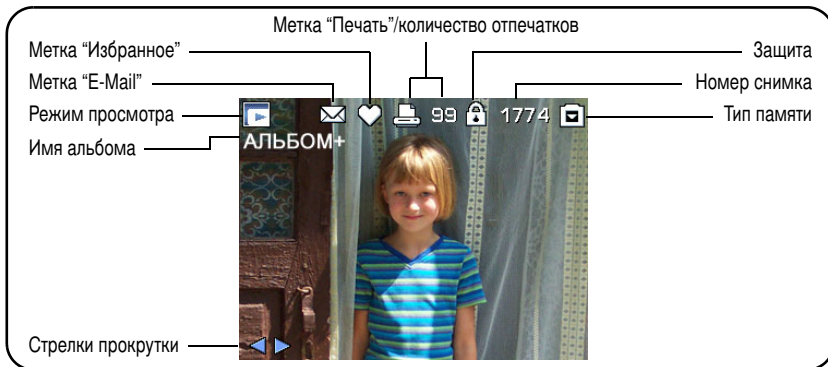 Метка “Печать”/количество отпечатков
Метка “Избранное”
Защита
Метка “E-Mail”
Номер снимка
Режим просмотра
99
1774
Тип памяти
Имя альбома
АЛЬБОМ+
Стрелки прокрутки